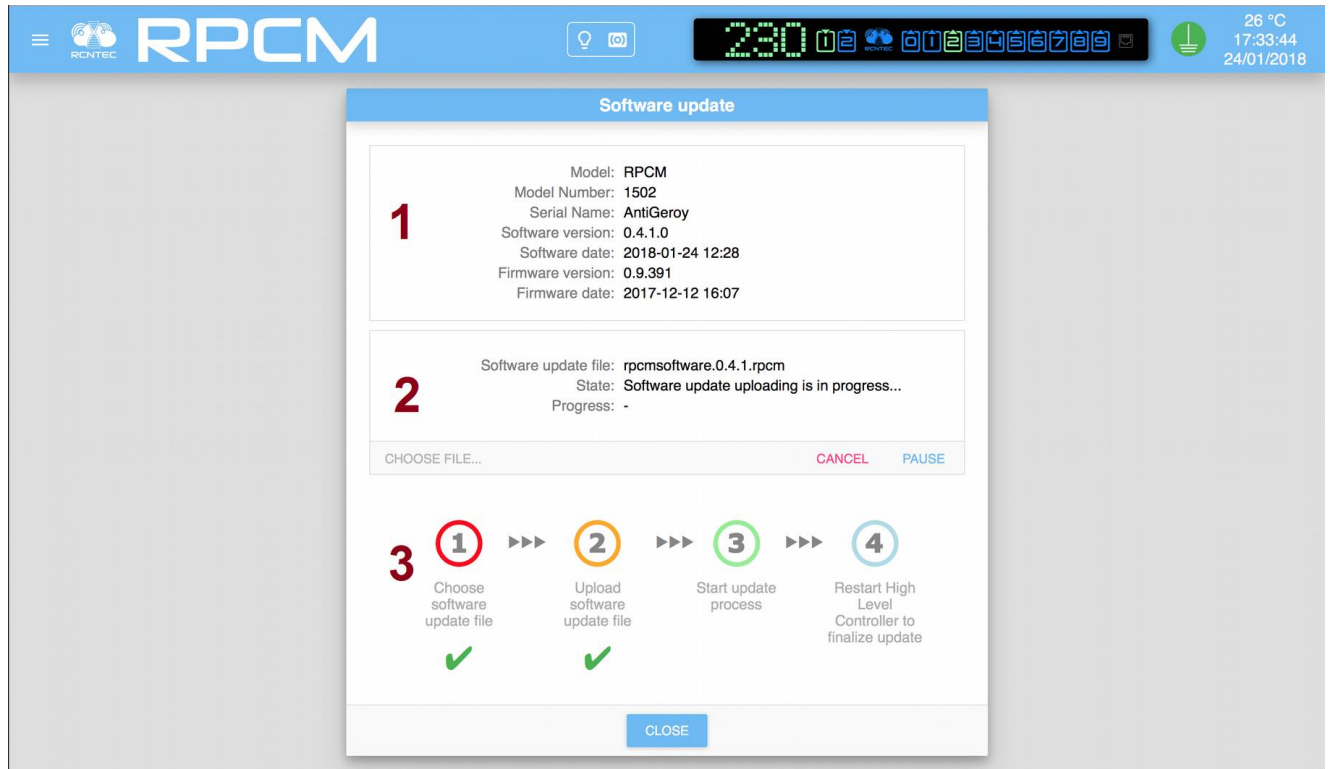 RCNTEC
RPCM
230 1 2 RCNTEC 0 1 2 3 4 5 6 7 8 9
26 °C
17:33:44
24/01/2018
Software update
1
Model: RPCM
Model Number: 1502
Serial Name: AntiGeroy
Software version: 0.4.1.0
Software date: 2018-01-24 12:28
Firmware version: 0.9.391
Firmware date: 2017-12-12 16:07
2
Software update file: rpcmsoftware.0.4.1.rpcm
State: Software update uploading is in progress...
Progress: -
CHOOSE FILE...
CANCEL
PAUSE
3
1
Choose
software
update file
2
Upload
software
update file
3
Start update
process
4
Restart High
Level
Controller to
finalize update
CLOSE